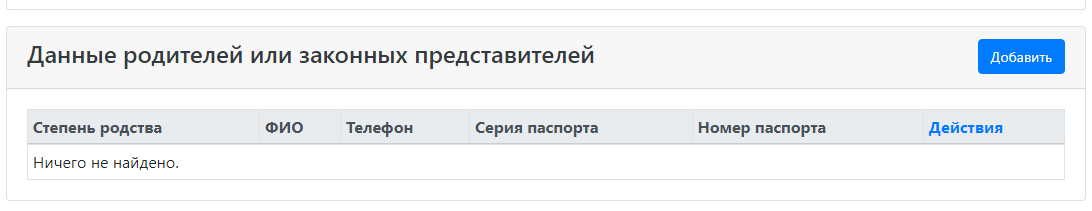 Данные родителей или законных представителей
Добавить
Степень родства ФИО Телефон Серия паспорта Номер паспорта Действия
Ничего не найдено.